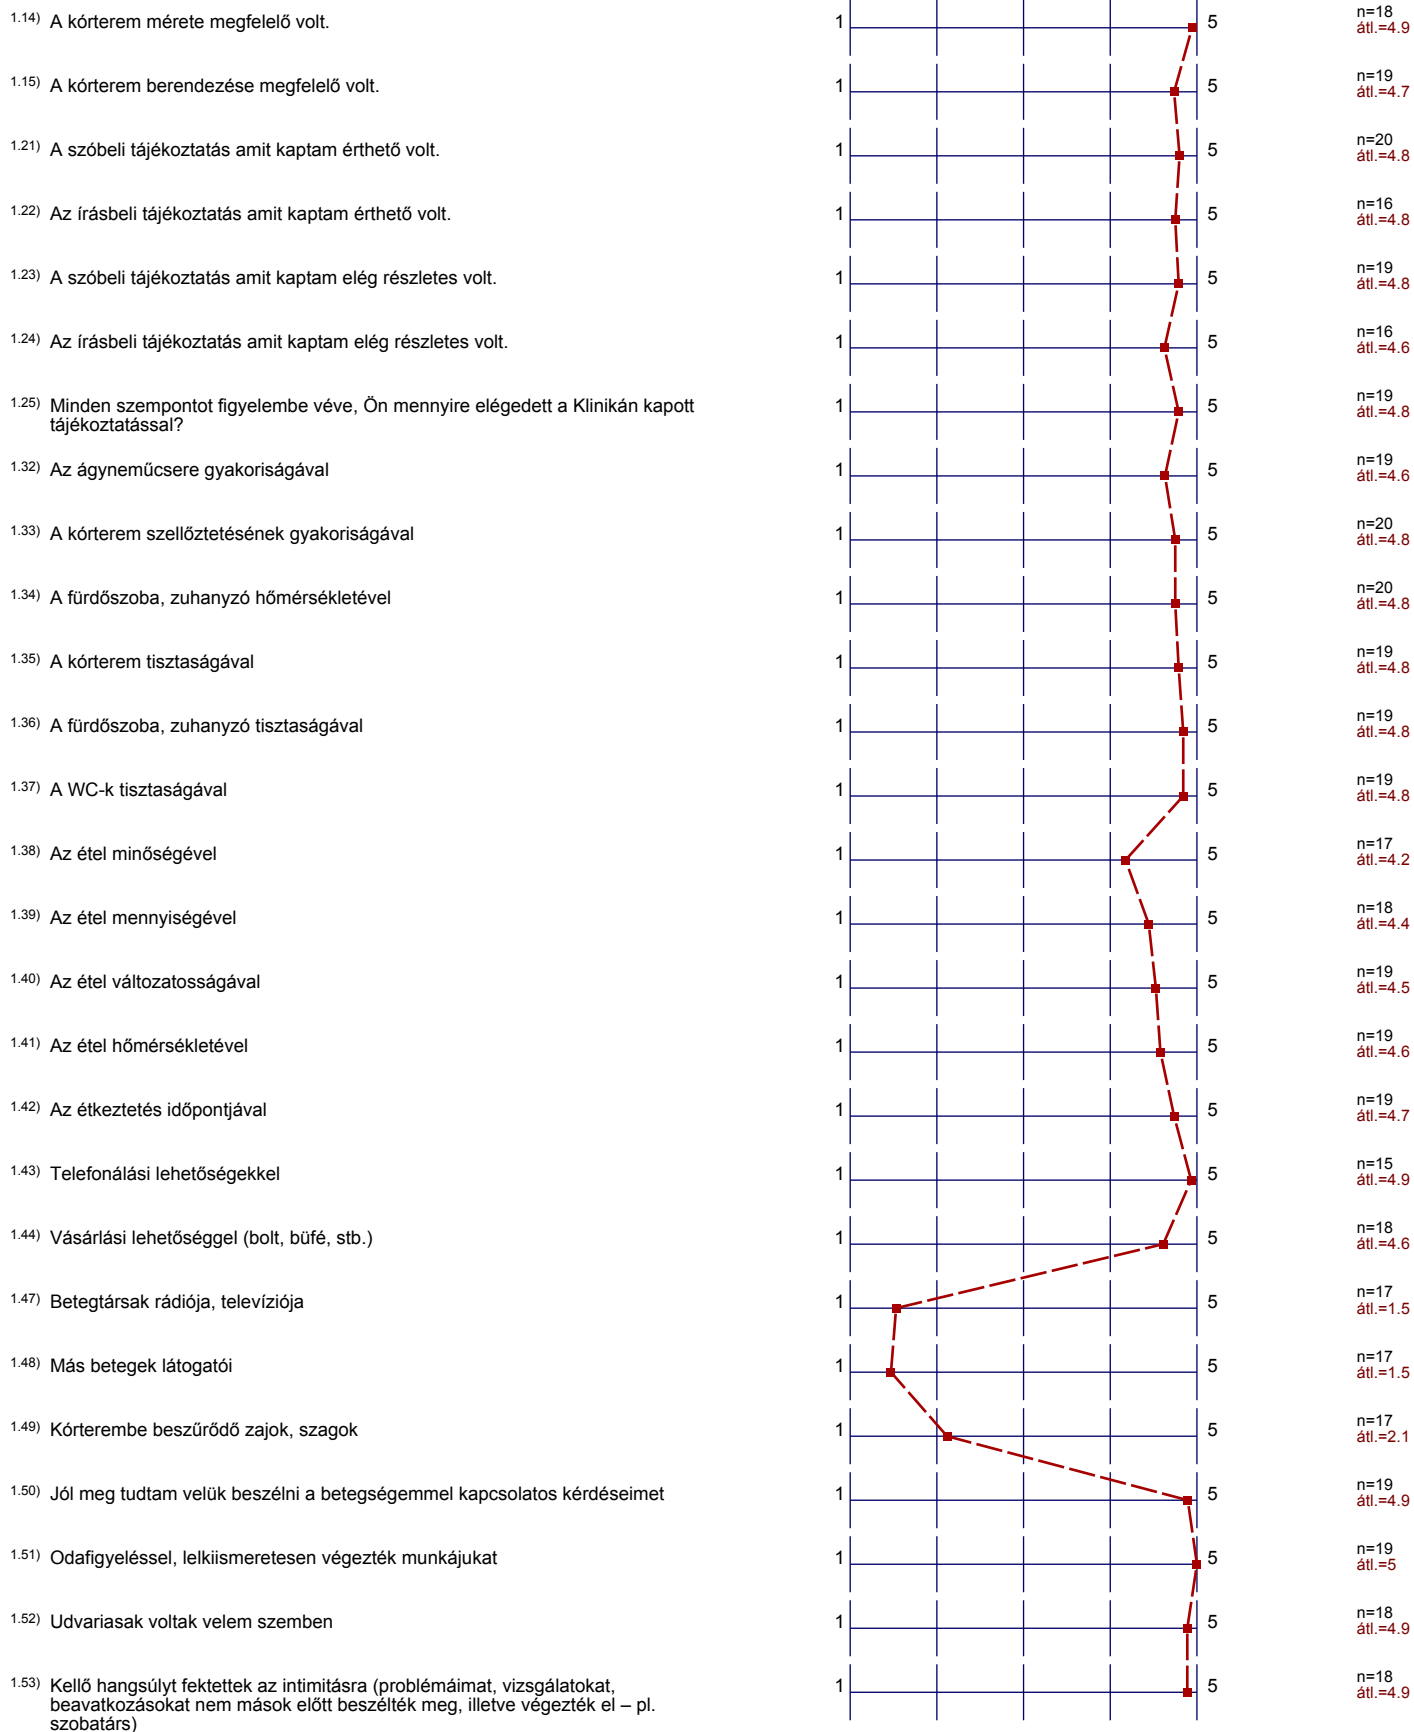 1.14) A kórterem mérete megfelelő volt. 1 5 n=18
átl.=4.9
1.15) A kórterem berendezése megfelelő volt. 1 5 n=19
átl.=4.7
1.21) A szóbeli tájékoztatás amit kaptam érthető volt. 1 5 n=20
átl.=4.8
1.22) Az írásbeli tájékoztatás amit kaptam érthető volt. 1 5 n=16
átl.=4.8
1.23) A szóbeli tájékoztatás amit kaptam elég részletes volt. 1 5 n=19
átl.=4.8
1.24) Az írásbeli tájékoztatás amit kaptam elég részletes volt. 1 5 n=16
átl.=4.6
1.25) Minden szempontot figyelembe véve, Ön mennyire elégedett a Klinikán kapott 1 5 n=19
tájékoztatással? átl.=4.8
1.32) Az ágyneműcsere gyakoriságával 1 5 n=19
átl.=4.6
1.33) A kórterem szellőztetésének gyakoriságával 1 5 n=20
átl.=4.8
1.34) A fürdőszoba, zuhanyzó hőmérsékletével 1 5 n=20
átl.=4.8
1.35) A kórterem tisztaságával 1 5 n=19
átl.=4.8
1.36) A fürdőszoba, zuhanyzó tisztaságával 1 5 n=19
átl.=4.8
1.37) A WC-k tisztaságával 1 5 n=19
átl.=4.8
1.38) Az étel minőségével 1 5 n=17
átl.=4.2
1.39) Az étel mennyiségével 1 5 n=18
átl.=4.4
1.40) Az étel változatosságával 1 5 n=19
átl.=4.5
1.41) Az étel hőmérsékletével 1 5 n=19
átl.=4.6
1.42) Az étkeztetés időpontjával 1 5 n=19
átl.=4.7
1.43) Telefonálási lehetőségekkel 1 5 n=15
átl.=4.9
1.44) Vásárlási lehetőséggel (bolt, büfé, stb.) 1 5 n=18
átl.=4.6
1.47) Betegtársak rádiója, televíziója 1 5 n=17
átl.=1.5
1.48) Más betegek látogatói 1 5 n=17
átl.=1.5
1.49) Kórterembe beszűrődő zajok, szagok 1 5 n=17
átl.=2.1
1.50) Jól meg tudtam velük beszélni a betegségemmel kapcsolatos kérdéseimet 1 5 n=19
átl.=4.9
1.51) Odafigyeléssel, lelkiismeretesen végezték munkájukat 1 5 n=19
átl.=5
1.52) Udvariasak voltak velem szemben 1 5 n=18
átl.=4.9
1.53) Kellő hangsúlyt fektettek az intimitásra (problémáimat, vizsgálatokat, 1 5 n=18
beavatkozásokat nem mások előtt beszélték meg, illetve végezték el – pl. átl.=4.9
szobatárs)